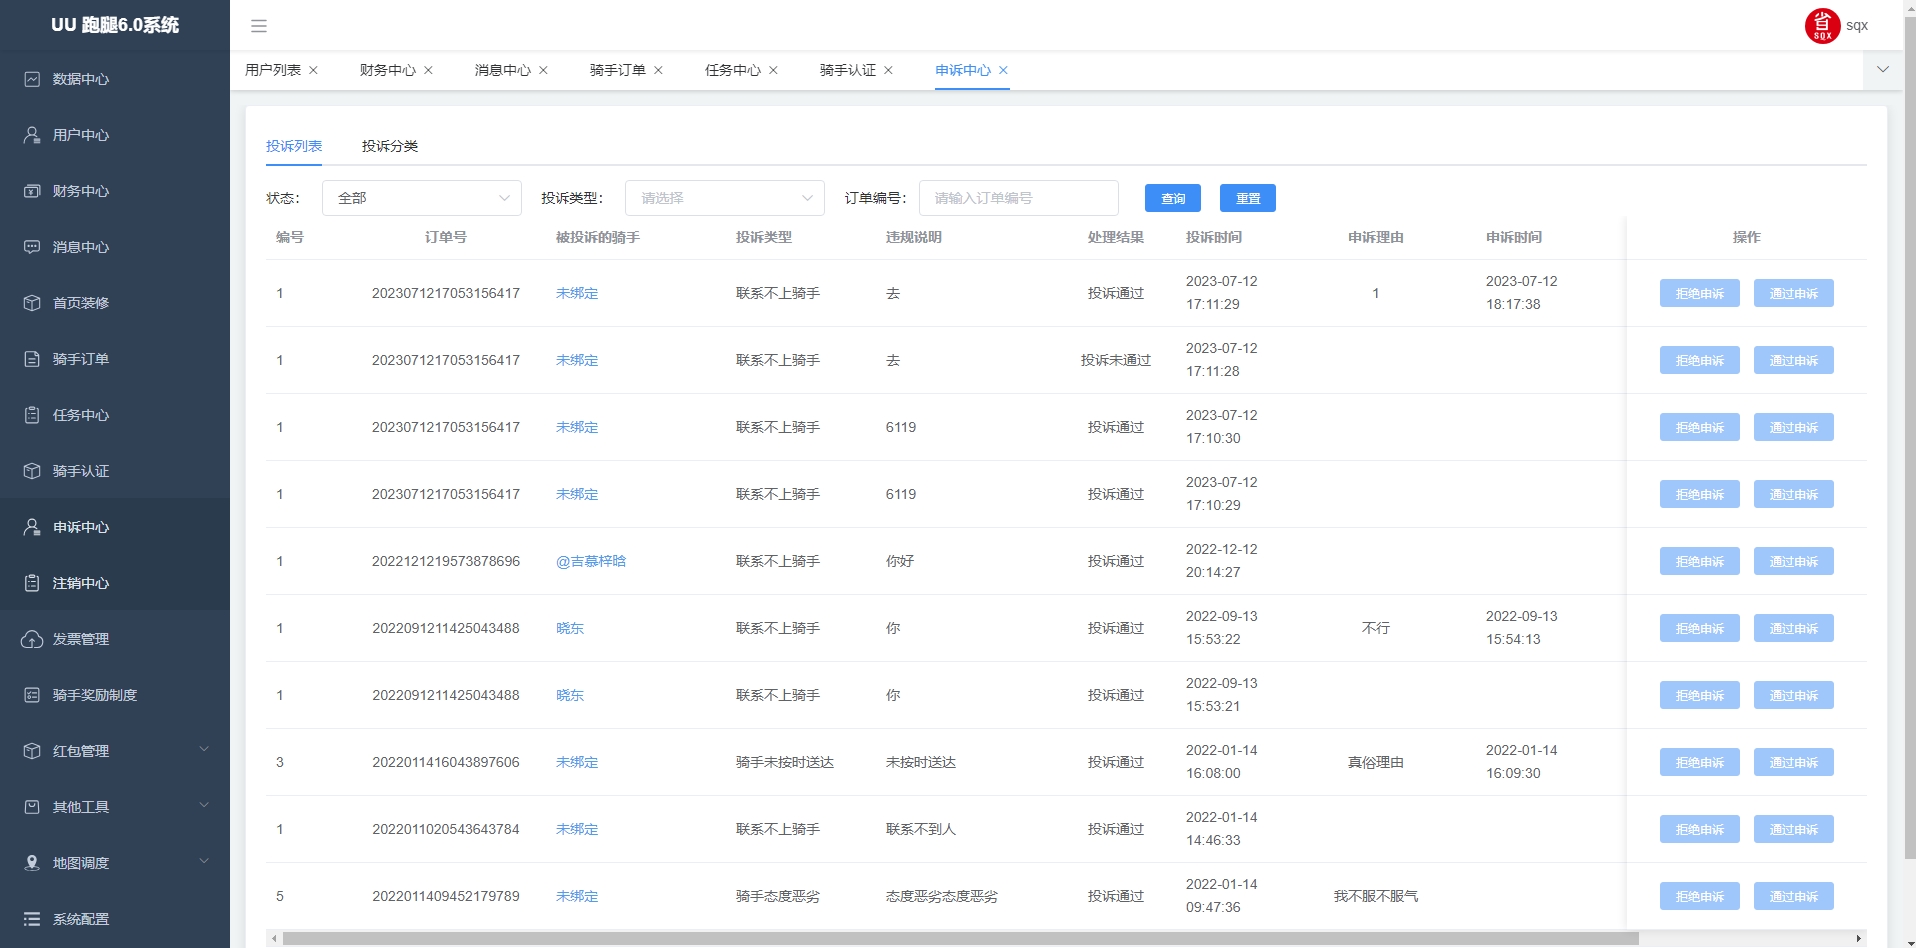 UU 跑腿6.0系统
数据中心
用户中心
财务中心
消息中心
首页装修
骑手订单
任务中心
骑手认证
申诉中心
注销中心
发票管理
骑手奖励制度
红包管理
其他工具
地图调度
系统配置
省
SQX
sqx
用户列表 财务中心 消息中心 骑手订单 任务中心 骑手认证 申诉中心
投诉列表 投诉分类
状态： 全部 投诉类型： 请选择 订单编号： 请输入订单编号 查询 重置
编号 订单号 被投诉的骑手 投诉类型 违规说明 处理结果 投诉时间 申诉理由 申诉时间 操作
1 2023071217053156417 未绑定 联系不上骑手 去 投诉通过 2023-07-12 17:11:29 1 2023-07-12 18:17:38 拒绝申诉 通过申诉
1 2023071217053156417 未绑定 联系不上骑手 去 投诉未通过 2023-07-12 17:11:28 拒绝申诉 通过申诉
1 2023071217053156417 未绑定 联系不上骑手 6119 投诉通过 2023-07-12 17:10:30 拒绝申诉 通过申诉
1 2023071217053156417 未绑定 联系不上骑手 6119 投诉通过 2023-07-12 17:10:29 拒绝申诉 通过申诉
1 2022121219573878696 @吉慕梓晗 联系不上骑手 你好 投诉通过 2022-12-12 20:14:27 拒绝申诉 通过申诉
1 2022091211425043488 晓东 联系不上骑手 你 投诉通过 2022-09-13 15:53:22 不行 2022-09-13 15:54:13 拒绝申诉 通过申诉
1 2022091211425043488 晓东 联系不上骑手 你 投诉通过 2022-09-13 15:53:21 拒绝申诉 通过申诉
3 2022011416043897606 未绑定 骑手未按时送达 未按时送达 投诉通过 2022-01-14 16:08:00 真俗理由 2022-01-14 16:09:30 拒绝申诉 通过申诉
1 2022011020543643784 未绑定 联系不上骑手 联系不到人 投诉通过 2022-01-14 14:46:33 拒绝申诉 通过申诉
5 2022011409452179789 未绑定 骑手态度恶劣 态度恶劣态度恶劣 投诉通过 2022-01-14 09:47:36 我不服不服气 拒绝申诉 通过申诉